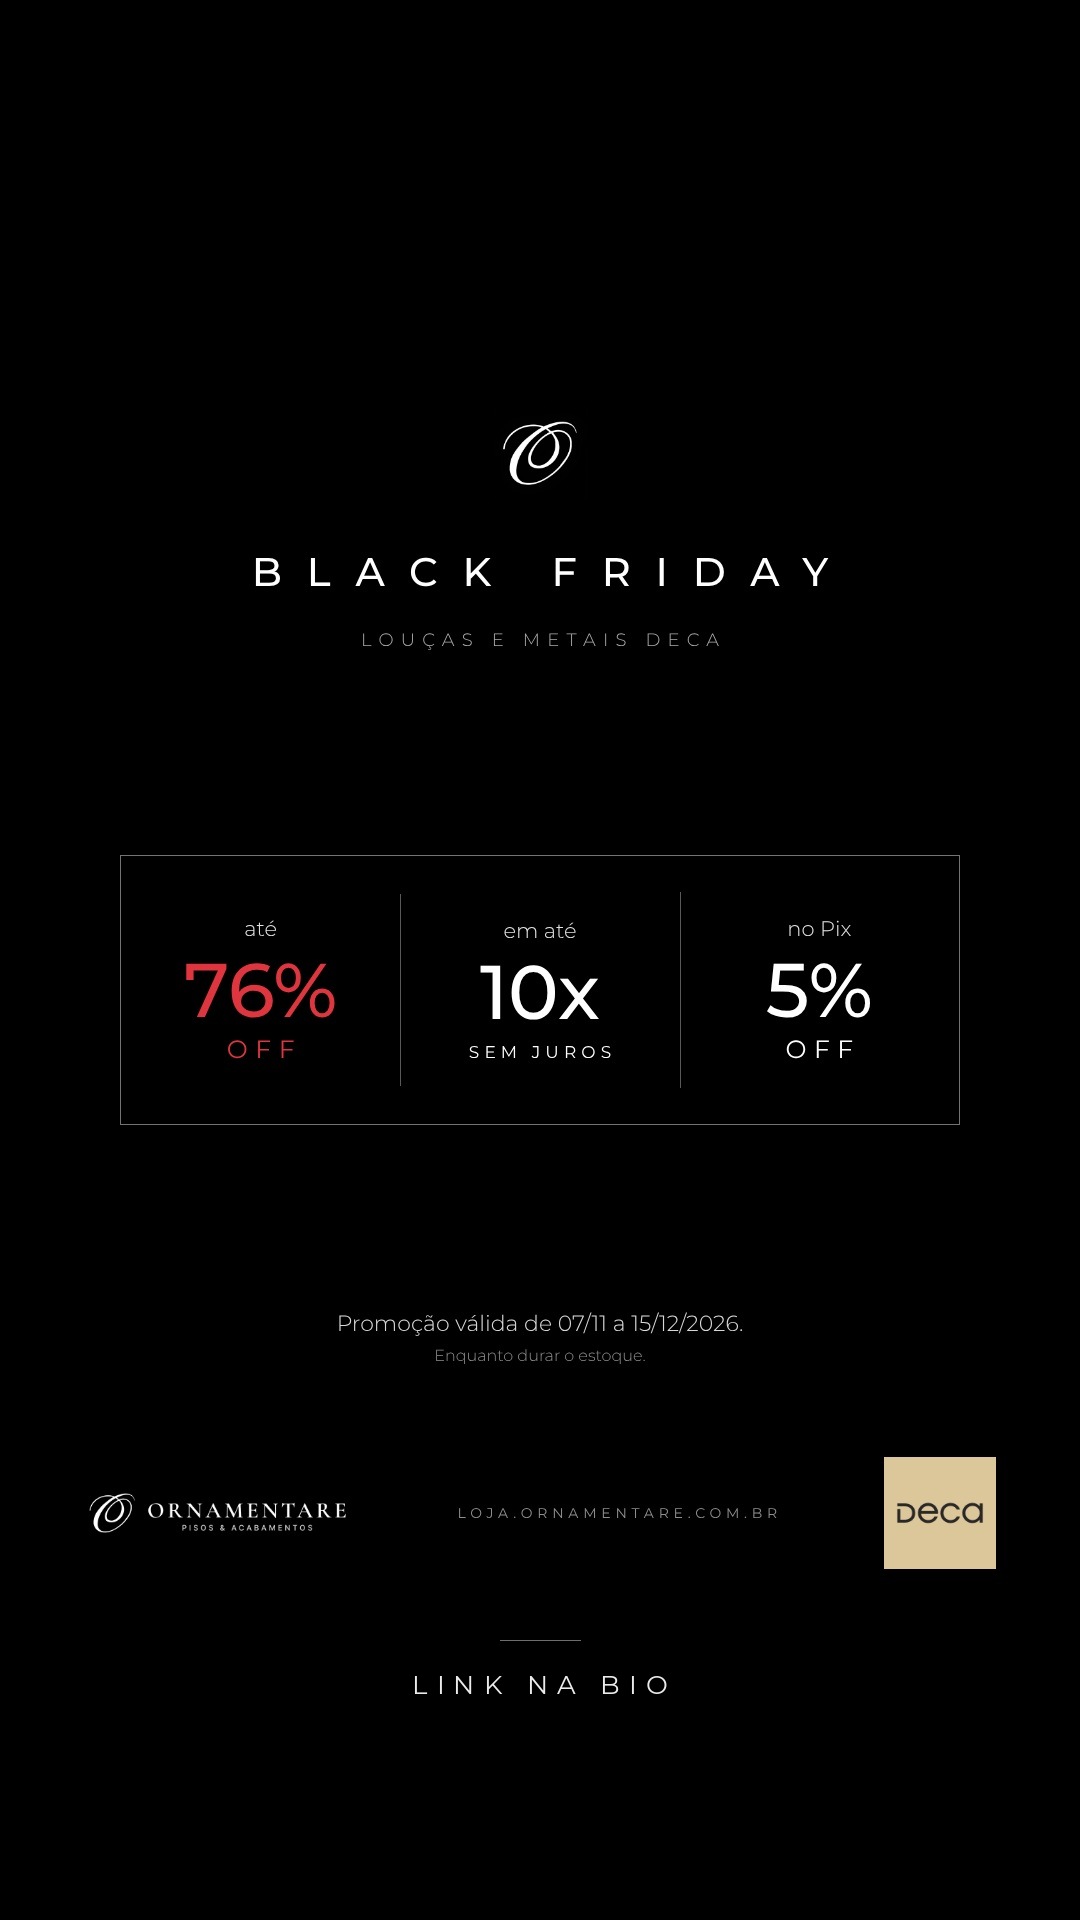 BLACK FRIDAY
LOUÇAS E METAIS DECA
até
76%
OFF
em até
10x
SEM JUROS
no Pix
5%
OFF
Promoção válida de 07/11 a 15/12/2026.
Enquanto durar o estoque.
ORNAMENTARE
PISOS & ACABAMENTOS
LOJA.ORNAMENTARE.COM.BR
Deca
LINK NA BIO